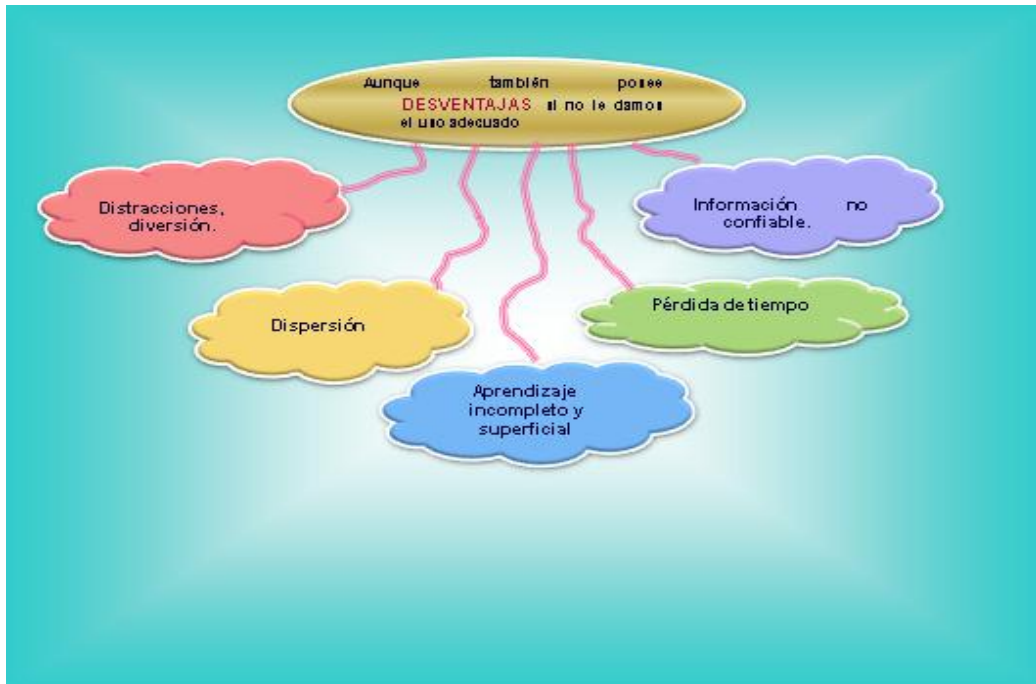 Aunque también posee
DESVENTAJAS si no le damos
el uso adecuado
Distracciones,
diversión.
Información no
confiable.
Dispersión
Pérdida de tiempo
Aprendizaje
incompleto y
superficial